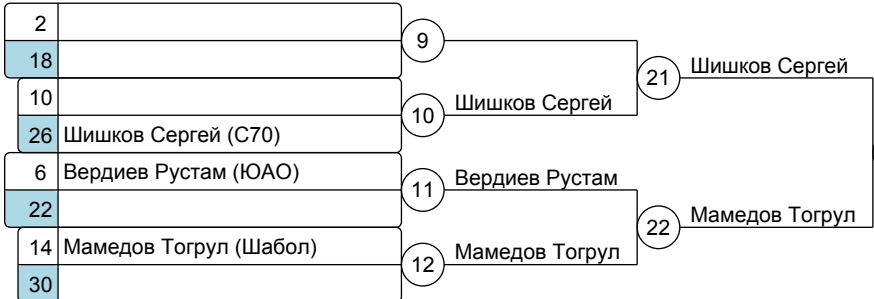 2
18
9
10
26 Шишков Сергей (С70)
10 Шишков Сергей
21 Шишков Сергей
6 Вердиев Рустам (ЮАО)
22
11 Вердиев Рустам
14 Мамедов Тогрул (Шабол)
30
12 Мамедов Тогрул
22 Мамедов Тогрул